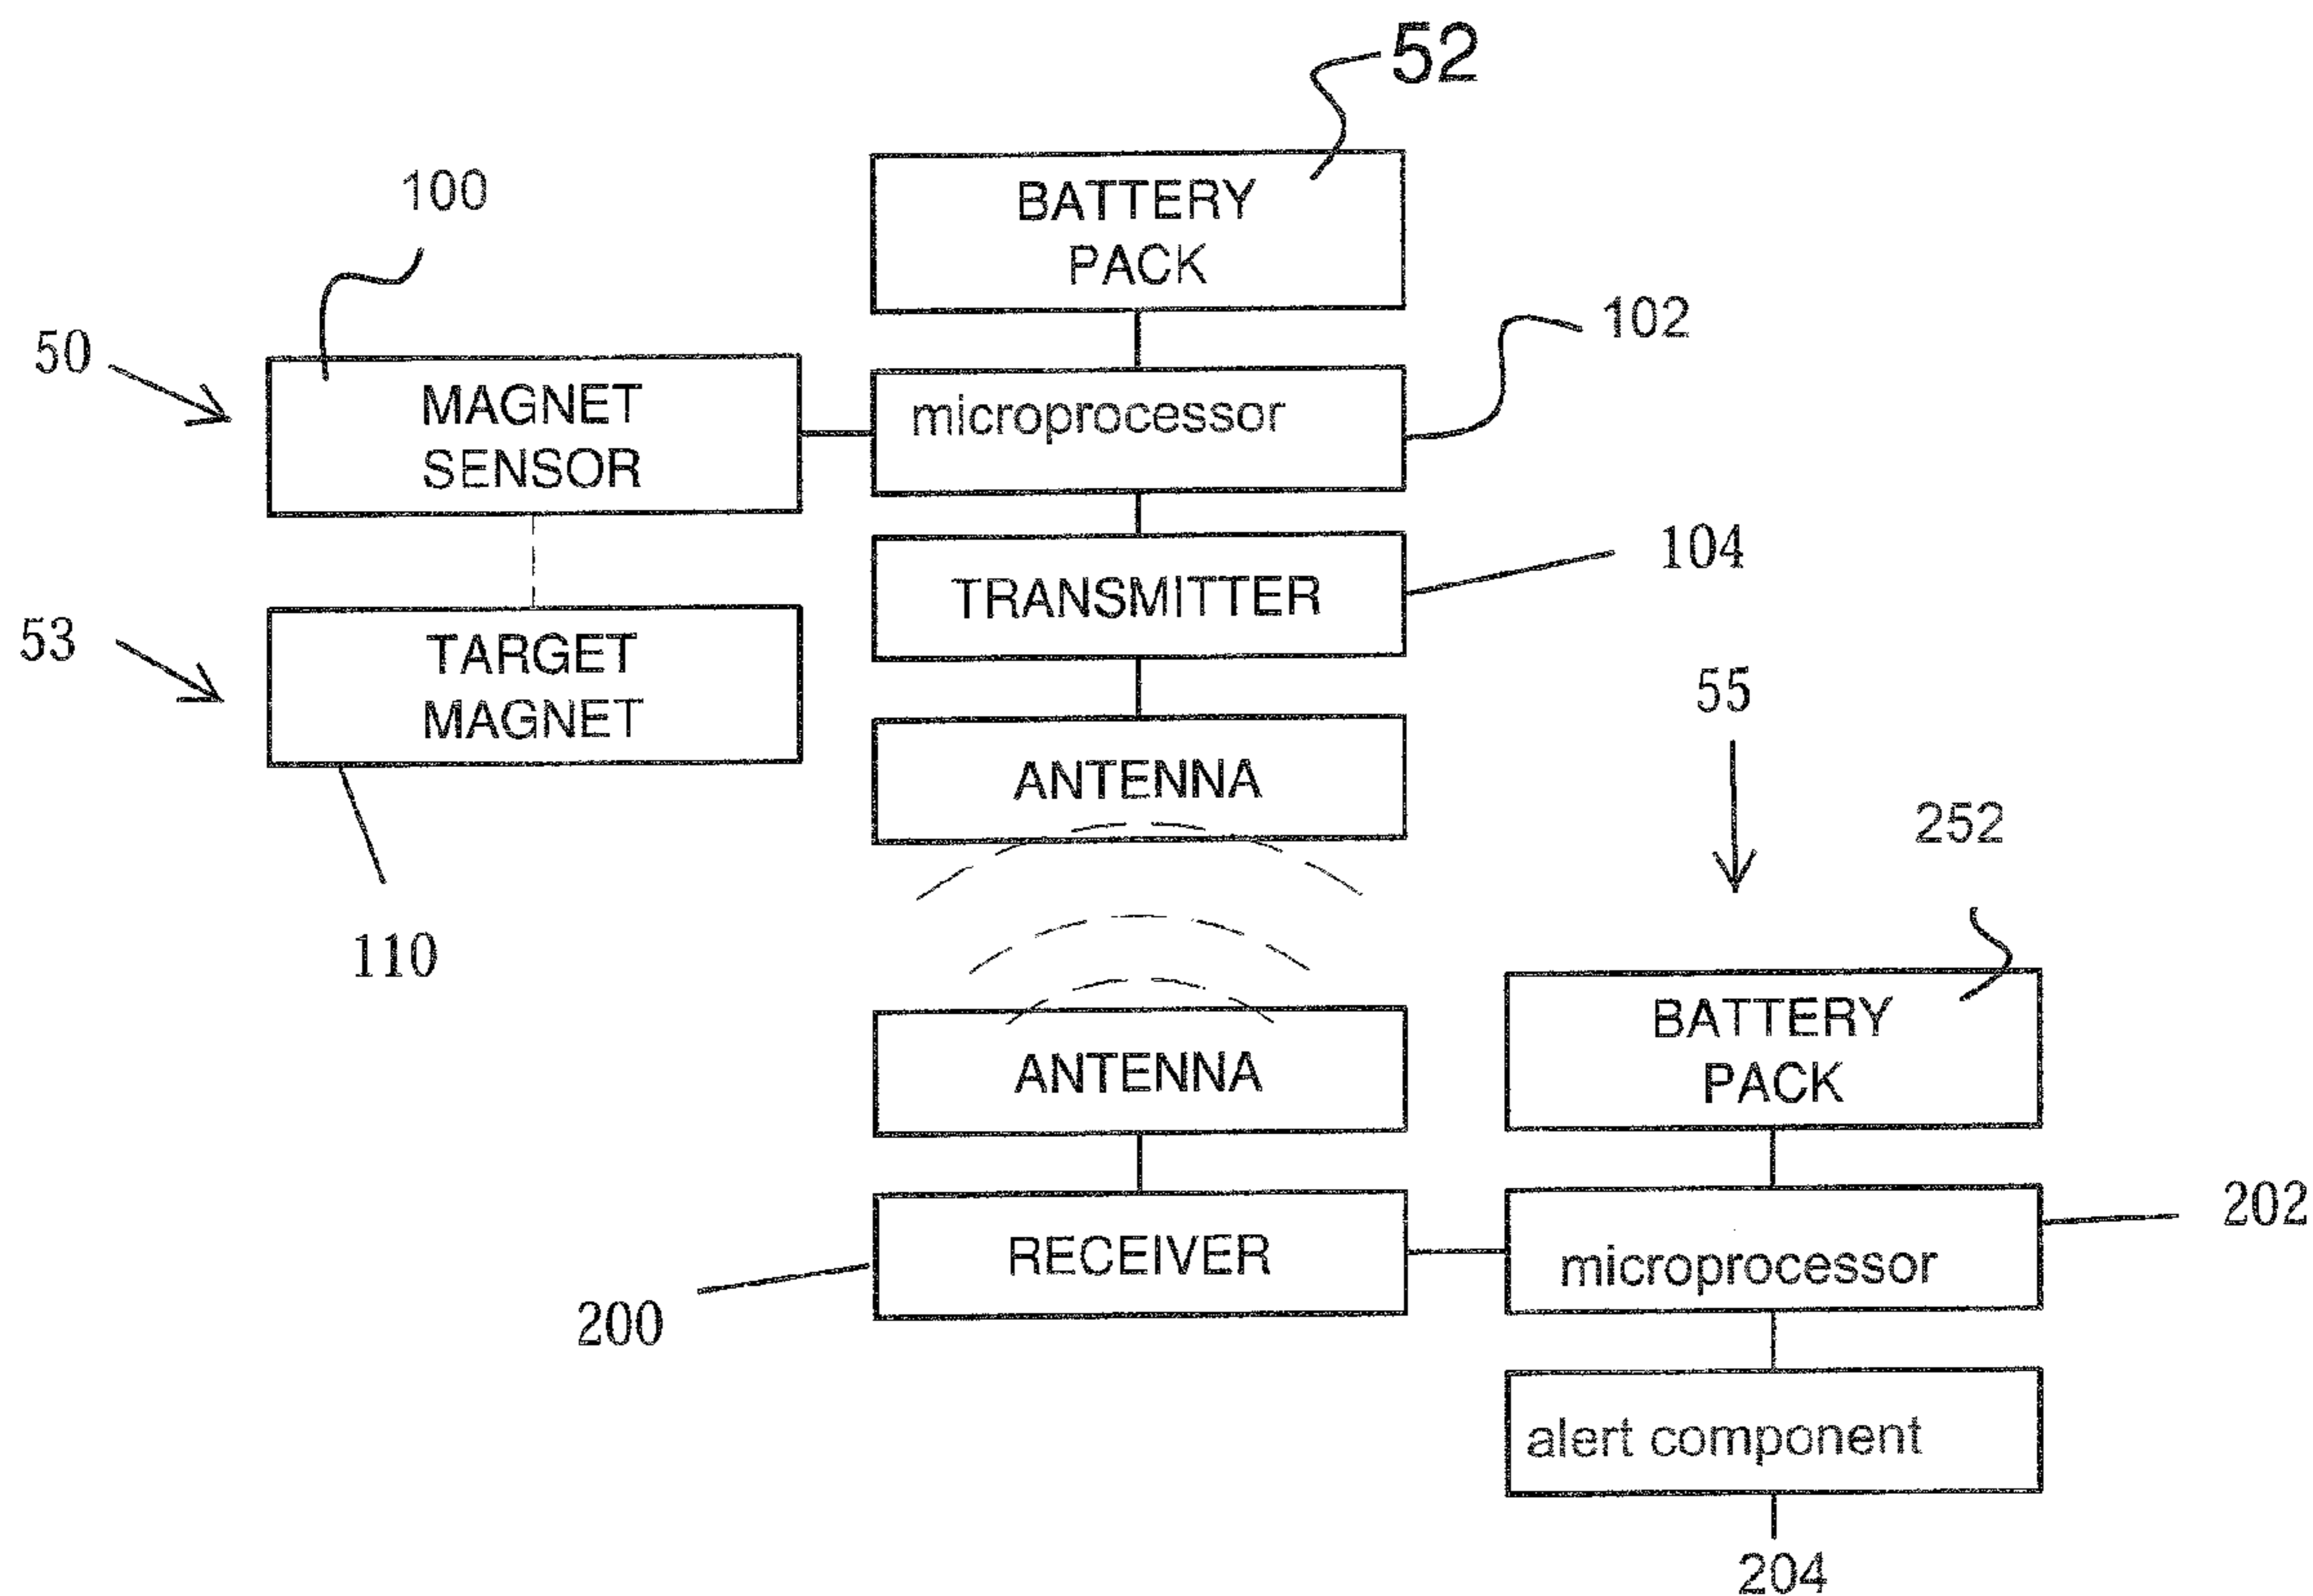 52
BATTERY
PACK
100
102
50
MAGNET
SENSOR
microprocessor
104
TRANSMITTER
53
TARGET
MAGNET
55
ANTENNA
252
110
BATTERY
PACK
ANTENNA
202
RECEIVER
microprocessor
200
alert component
204